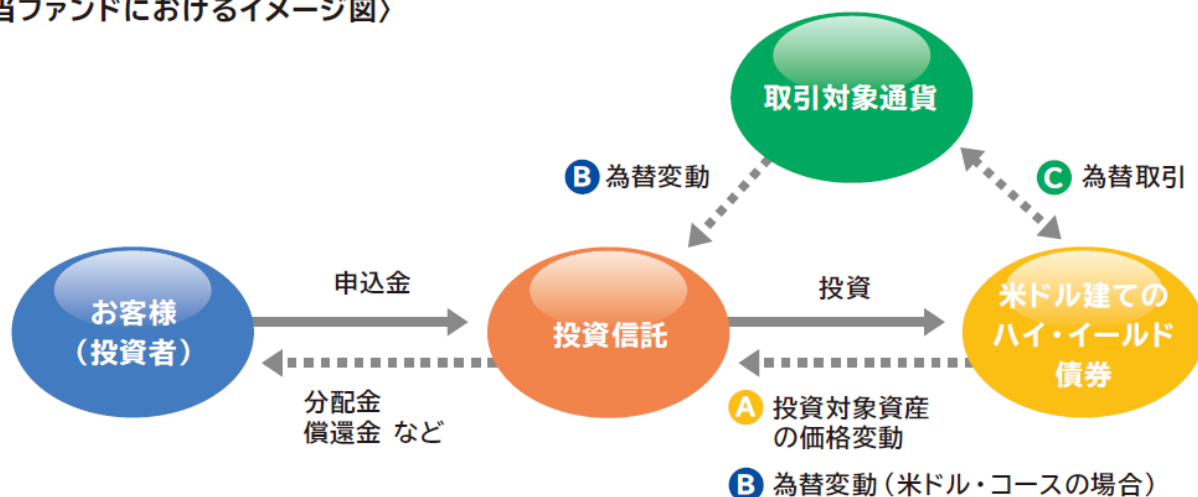 当ファンドにおけるイメージ図〉
取引対象通貨
B 為替変動
C 為替取引
お客様
（投資者）
申込金
分配金
償還金 など
投資信託
投資
米ドル建ての
ハイ・イールド
債券
A 投資対象資産
の価格変動
B 為替変動（米ドル・コースの場合）